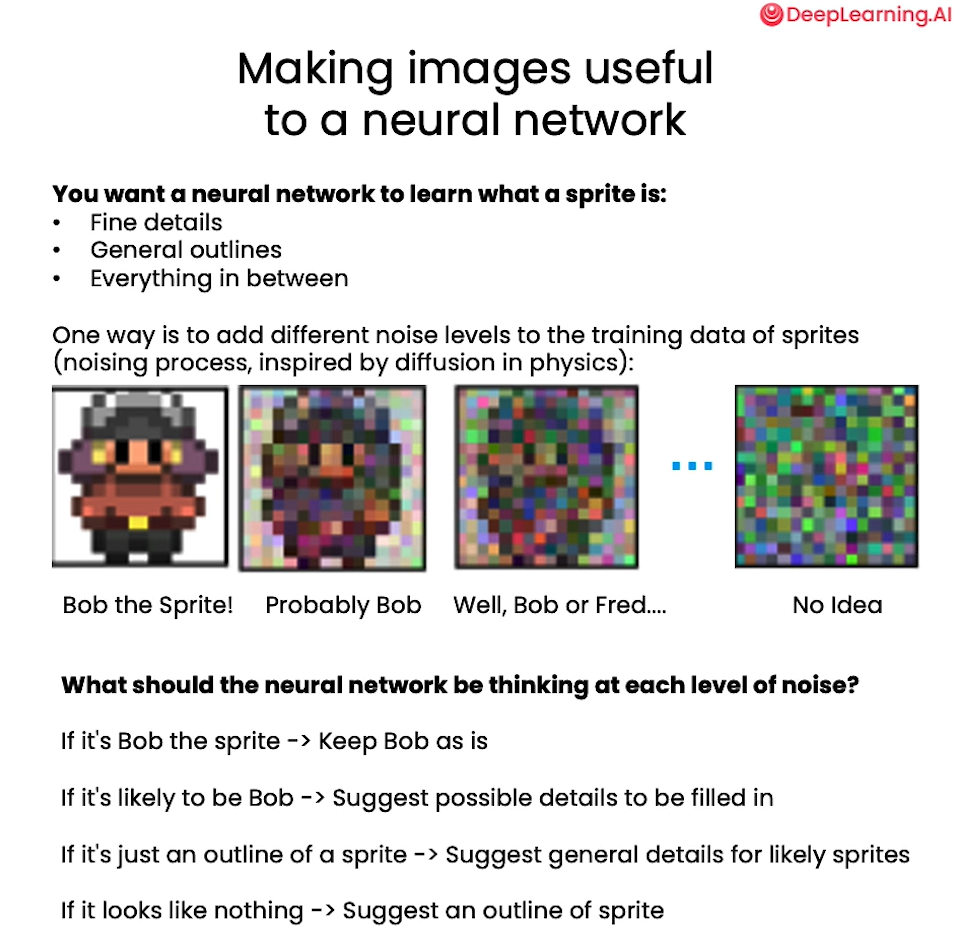 DeepLearning.AI
Making images useful
to a neural network
You want a neural network to learn what a sprite is:
• Fine details
• General outlines
• Everything in between
One way is to add different noise levels to the training data of sprites
(noising process, inspired by diffusion in physics):
...
Bob the Sprite! Probably Bob Well, Bob or Fred.... No Idea
What should the neural network be thinking at each level of noise?
If it's Bob the sprite -> Keep Bob as is
If it's likely to be Bob -> Suggest possible details to be filled in
If it's just an outline of a sprite -> Suggest general details for likely sprites
If it looks like nothing -> Suggest an outline of sprite